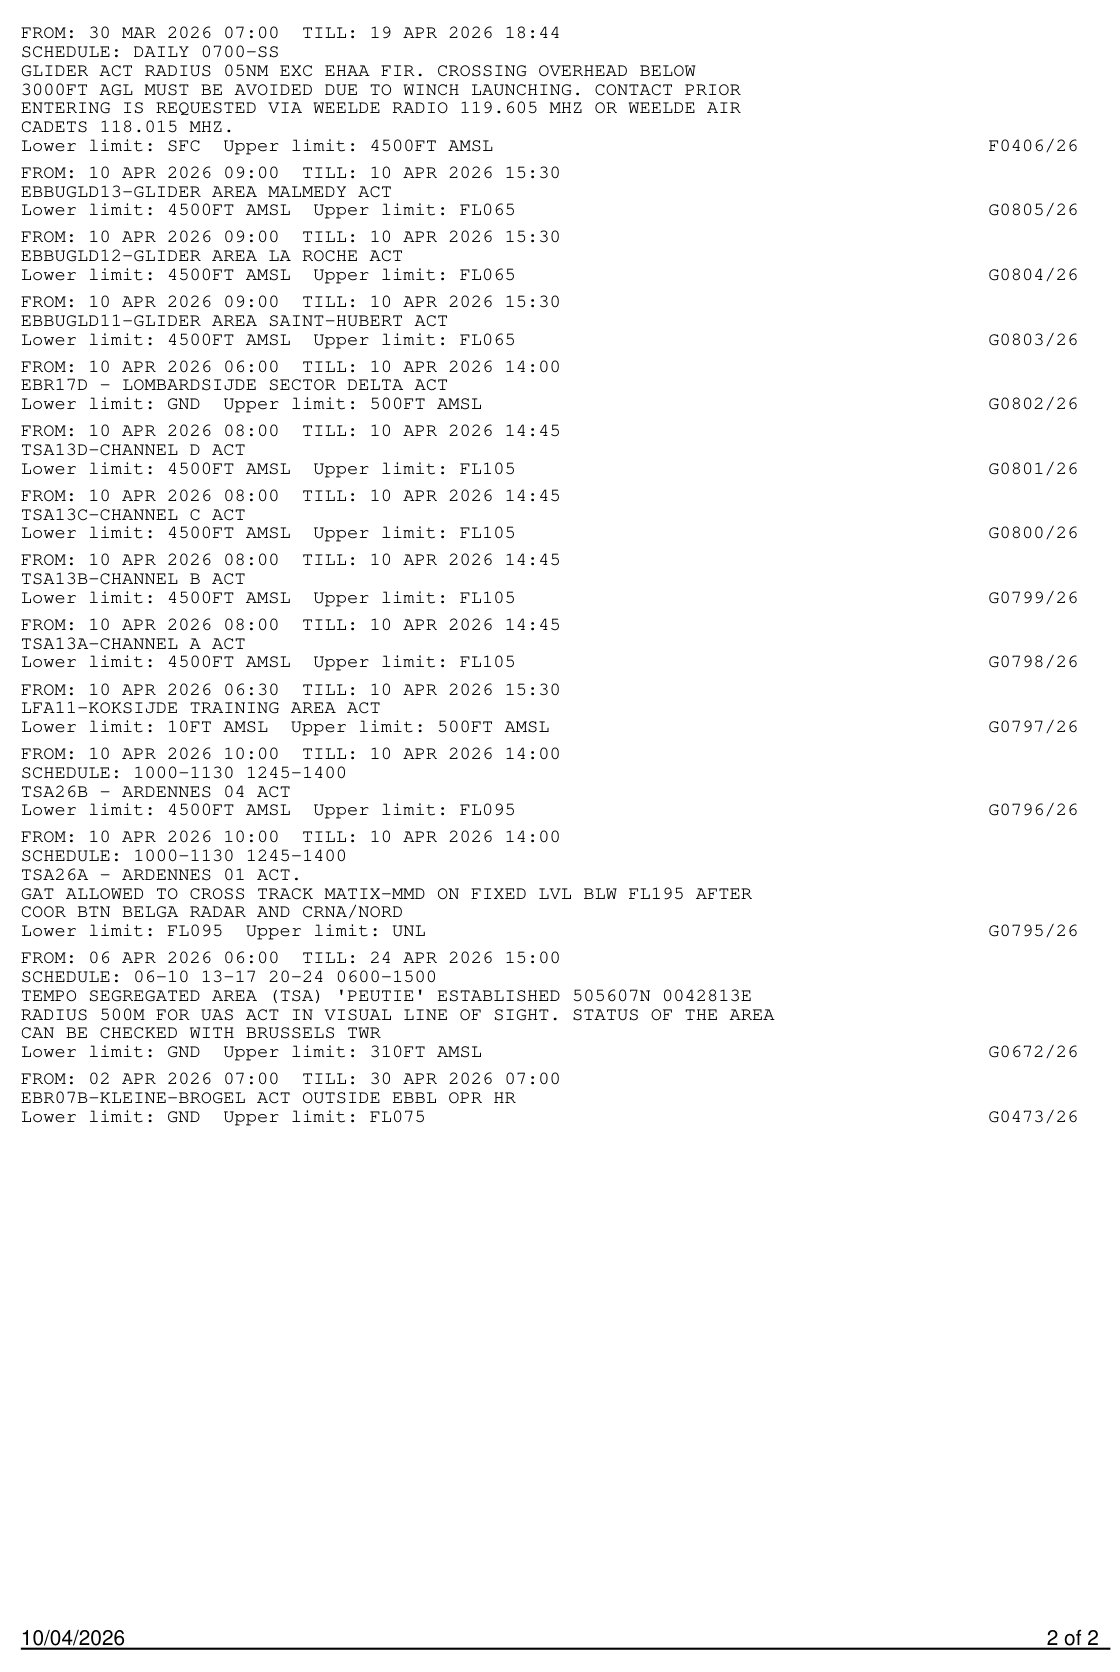 FROM: 30 MAR 2026 07:00  TILL: 19 APR 2026 18:44
SCHEDULE: DAILY 0700-SS
GLIDER ACT RADIUS 05NM EXC EHAA FIR. CROSSING OVERHEAD BELOW
3000FT AGL MUST BE AVOIDED DUE TO WINCH LAUNCHING. CONTACT PRIOR
ENTERING IS REQUESTED VIA WEELDE RADIO 119.605 MHZ OR WEELDE AIR
CADETS 118.015 MHZ.
Lower limit: SFC  Upper limit: 4500FT AMSL F0406/26
FROM: 10 APR 2026 09:00  TILL: 10 APR 2026 15:30
EBBUGLD13-GLIDER AREA MALMEDY ACT
Lower limit: 4500FT AMSL  Upper limit: FL065 G0805/26
FROM: 10 APR 2026 09:00  TILL: 10 APR 2026 15:30
EBBUGLD12-GLIDER AREA LA ROCHE ACT
Lower limit: 4500FT AMSL  Upper limit: FL065 G0804/26
FROM: 10 APR 2026 09:00  TILL: 10 APR 2026 15:30
EBBUGLD11-GLIDER AREA SAINT-HUBERT ACT
Lower limit: 4500FT AMSL  Upper limit: FL065 G0803/26
FROM: 10 APR 2026 06:00  TILL: 10 APR 2026 14:00
EBR17D - LOMBARDSIJDE SECTOR DELTA ACT
Lower limit: GND  Upper limit: 500FT AMSL G0802/26
FROM: 10 APR 2026 08:00  TILL: 10 APR 2026 14:45
TSA13D-CHANNEL D ACT
Lower limit: 4500FT AMSL  Upper limit: FL105 G0801/26
FROM: 10 APR 2026 08:00  TILL: 10 APR 2026 14:45
TSA13C-CHANNEL C ACT
Lower limit: 4500FT AMSL  Upper limit: FL105 G0800/26
FROM: 10 APR 2026 08:00  TILL: 10 APR 2026 14:45
TSA13B-CHANNEL B ACT
Lower limit: 4500FT AMSL  Upper limit: FL105 G0799/26
FROM: 10 APR 2026 08:00  TILL: 10 APR 2026 14:45
TSA13A-CHANNEL A ACT
Lower limit: 4500FT AMSL  Upper limit: FL105 G0798/26
FROM: 10 APR 2026 06:30  TILL: 10 APR 2026 15:30
LFA11-KOKSIJDE TRAINING AREA ACT
Lower limit: 10FT AMSL  Upper limit: 500FT AMSL G0797/26
FROM: 10 APR 2026 10:00  TILL: 10 APR 2026 14:00
SCHEDULE: 1000-1130 1245-1400
TSA26B - ARDENNES 04 ACT
Lower limit: 4500FT AMSL  Upper limit: FL095 G0796/26
FROM: 10 APR 2026 10:00  TILL: 10 APR 2026 14:00
SCHEDULE: 1000-1130 1245-1400
TSA26A - ARDENNES 01 ACT.
GAT ALLOWED TO CROSS TRACK MATIX-MMD ON FIXED LVL BLW FL195 AFTER
COOR BTN BELGA RADAR AND CRNA/NORD
Lower limit: FL095  Upper limit: UNL G0795/26
FROM: 06 APR 2026 06:00  TILL: 24 APR 2026 15:00
SCHEDULE: 06-10 13-17 20-24 0600-1500
TEMPO SEGREGATED AREA (TSA) 'PEUTIE' ESTABLISHED 505607N 0042813E
RADIUS 500M FOR UAS ACT IN VISUAL LINE OF SIGHT. STATUS OF THE AREA
CAN BE CHECKED WITH BRUSSELS TWR
Lower limit: GND  Upper limit: 310FT AMSL G0672/26
FROM: 02 APR 2026 07:00  TILL: 30 APR 2026 07:00
EBR07B-KLEINE-BROGEL ACT OUTSIDE EBBL OPR HR
Lower limit: GND  Upper limit: FL075 G0473/26
10/04/2026 2 of 2